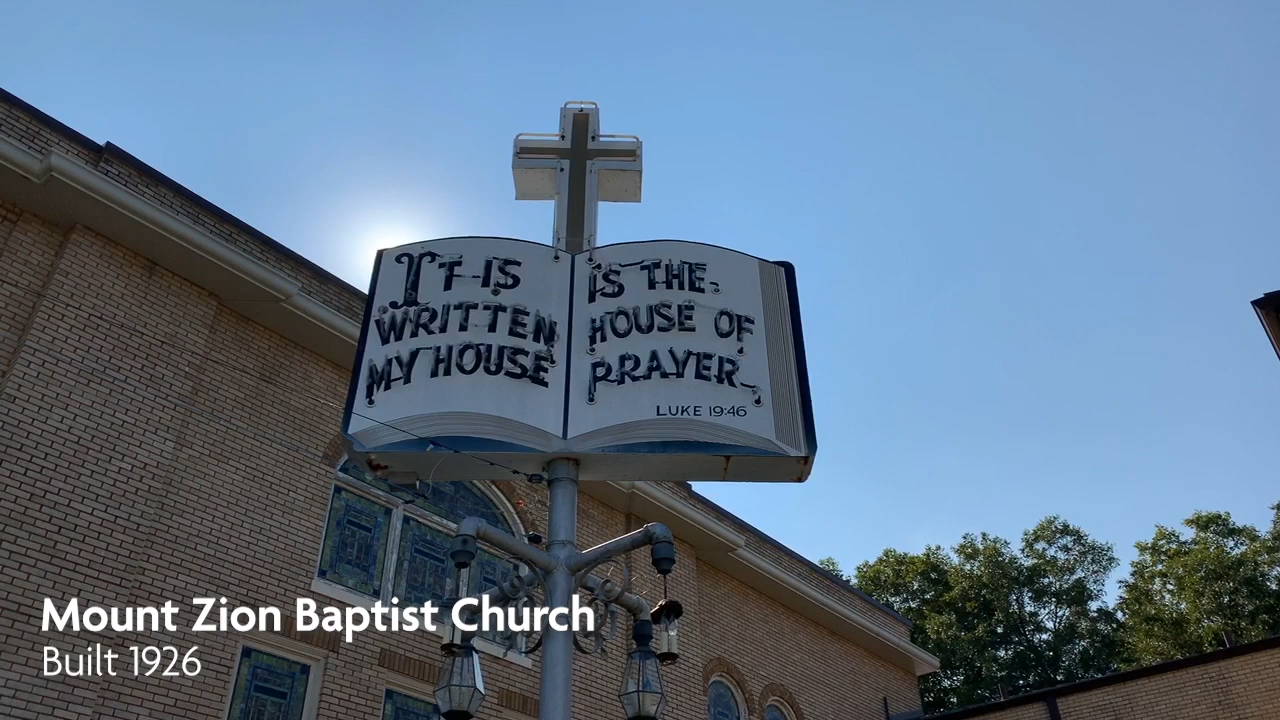 IT IS
WRITTEN
MY HOUSE
IS THE
HOUSE OF
PRAYER
LUKE 19:46
Mount Zion Baptist Church
Built 1926